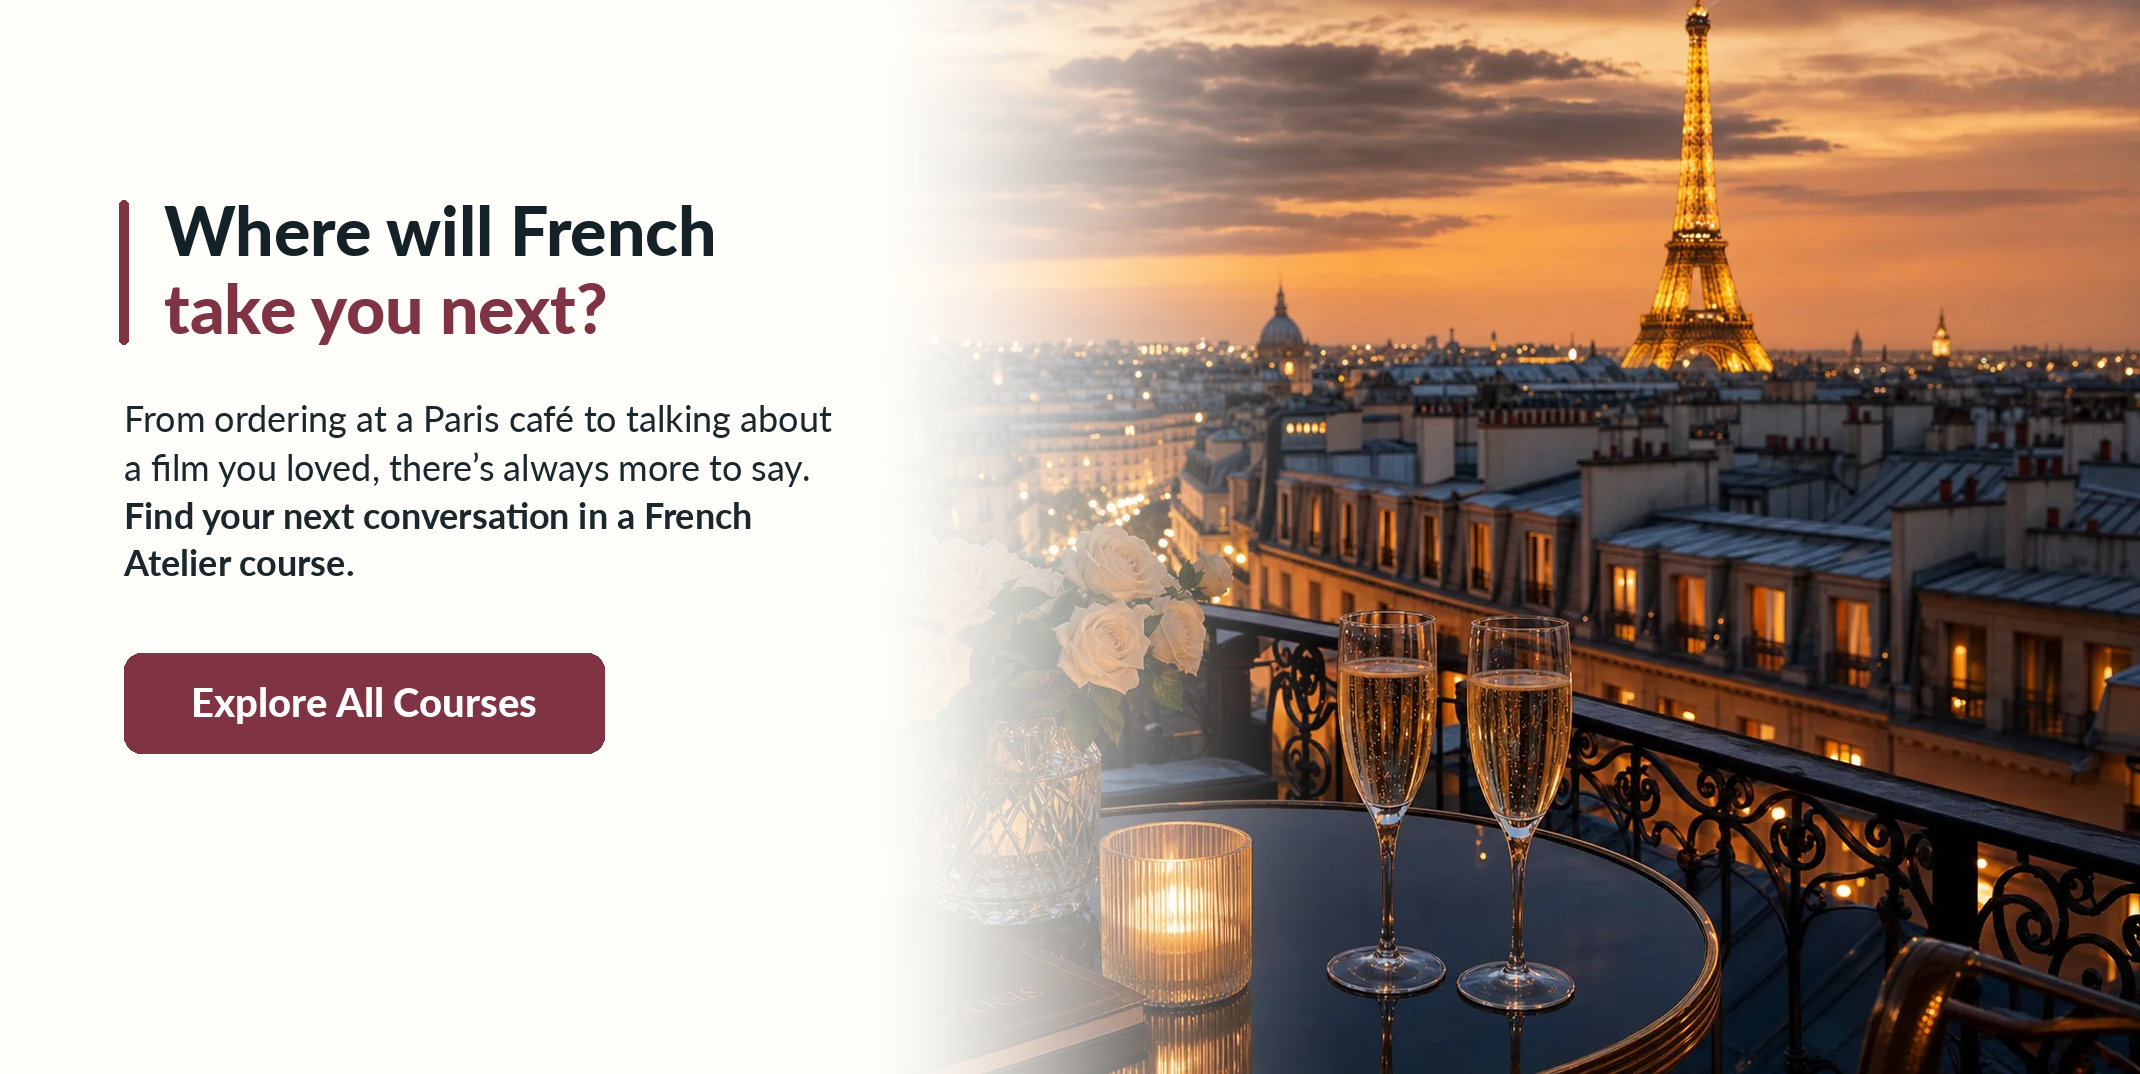 Where will French
take you next?
From ordering at a Paris café to talking about
a film you loved, there’s always more to say.
Find your next conversation in a French
Atelier course.
Explore All Courses
PARIS